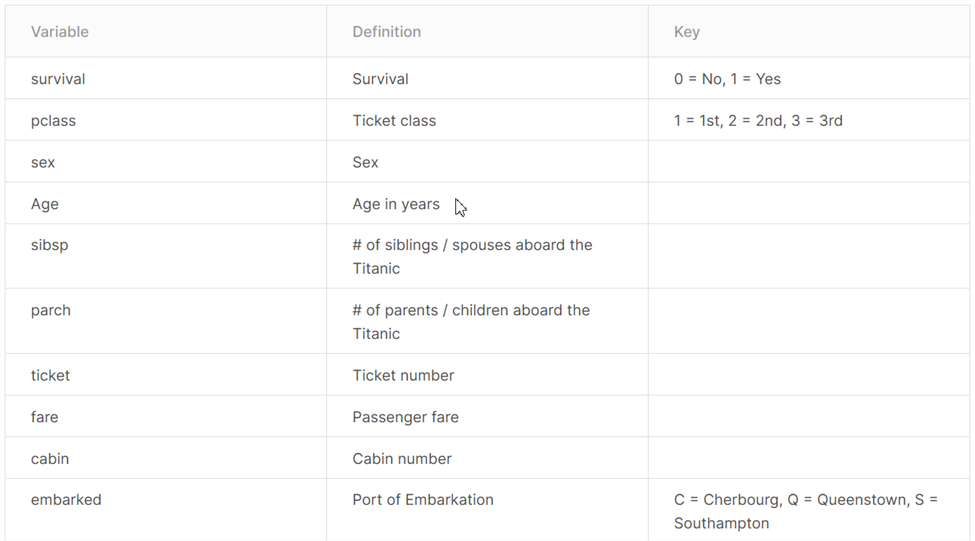 Variable Definition Key
survival Survival 0 = No, 1 = Yes
pclass Ticket class 1 = 1st, 2 = 2nd, 3 = 3rd
sex Sex
Age Age in years
sibsp # of siblings / spouses aboard the
Titanic
parch # of parents / children aboard the
Titanic
ticket Ticket number
fare Passenger fare
cabin Cabin number
embarked Port of Embarkation C = Cherbourg, Q = Queenstown, S =
Southampton